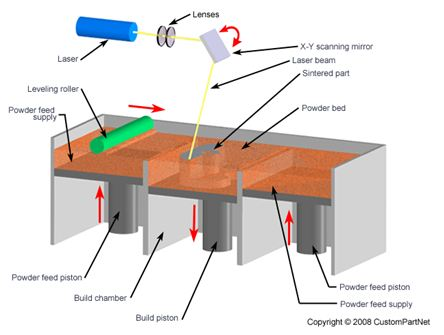 Lenses
Laser
X-Y scanning mirror
Laser beam
Sintered part
Leveling roller
Powder feed
supply
Powder bed
Powder feed piston
Build chamber
Build piston
Powder feed piston
Powder feed supply
Copyright © 2008 CustomPartNet